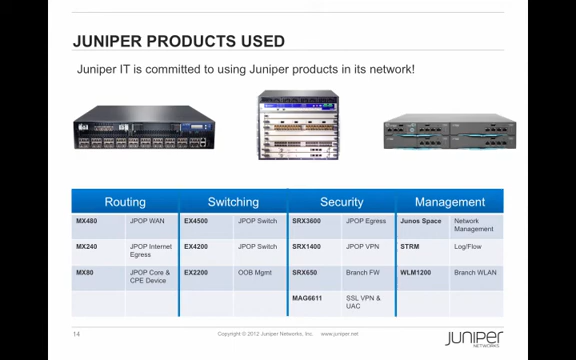 JUNIPER PRODUCTS USED
Juniper IT is committed to using Juniper products in its network!
Routing Switching Security Management
MX480 JPOP WAN EX4500 JPOP Switch SRX3600 JPOP Egress Junos Space Network Management
MX240 JPOP Internet Egress EX4200 JPOP Switch SRX1400 JPOP VPN STRM Log/Flow
MX80 JPOP Core & CPE Device EX2200 OOB Mgmt SRX650 Branch FW WLM1200 Branch WLAN
MAG6611 SSL VPN & UAC
14 Copyright © 2012 Juniper Networks, Inc. www.juniper.net
JUNIPER
NETWORKS